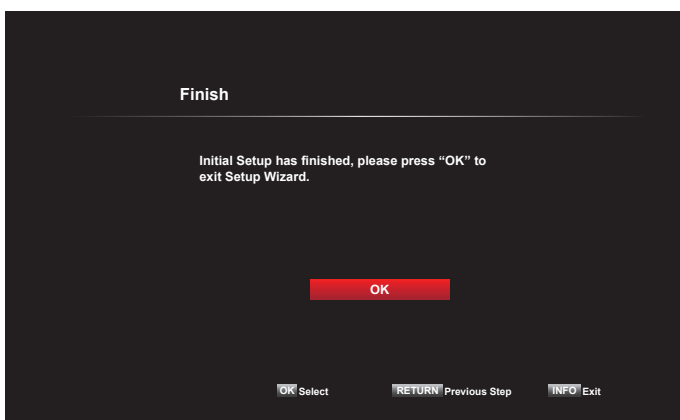 Finish
Initial Setup has finished, please press “OK” to
exit Setup Wizard.
OK
OK Select RETURN Previous Step INFO Exit